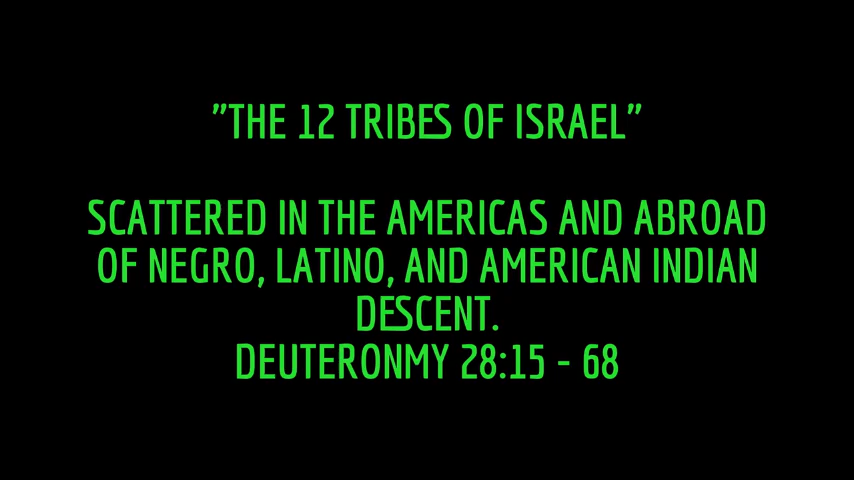 "THE 12 TRIBES OF ISRAEL"
SCATTERED IN THE AMERICAS AND ABROAD
OF NEGRO, LATINO, AND AMERICAN INDIAN
DESCENT.
DEUTERONMY 28:15 - 68